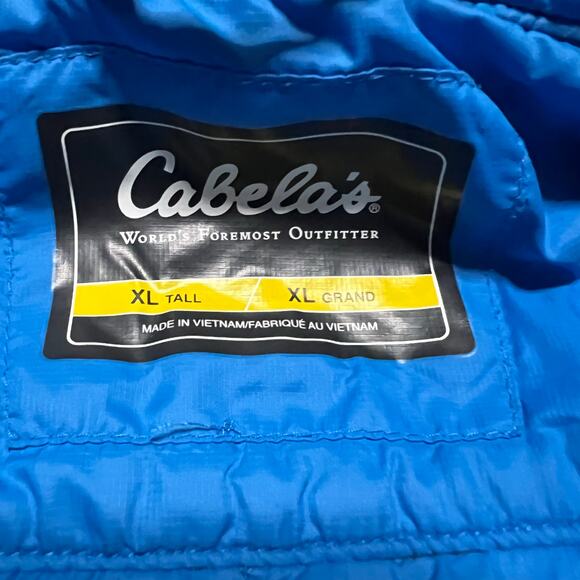 Cabela's®
WORLD'S FOREMOST OUTFITTER
XL TALL / XL GRAND
MADE IN VIETNAM/FABRIQUÉ AU VIETNAM